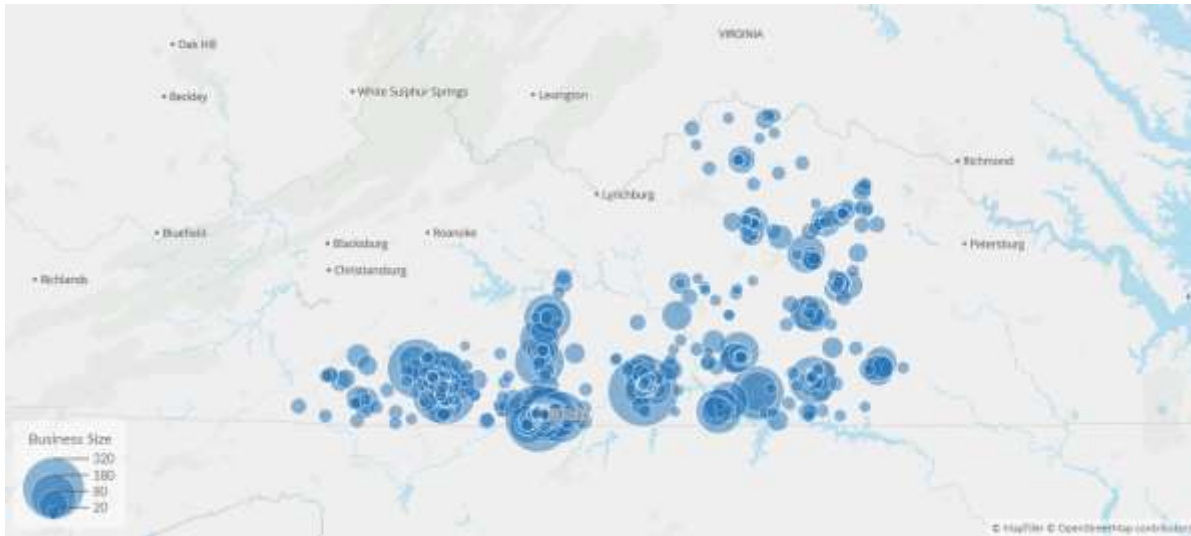 Oak Hill
VIRGINIA
Beckley
White Sulphur Springs
Lexington
Richmond
Lynchburg
Bluefield
Blacksburg
Roanoke
Petersburg
Christiansburg
Richlands
Business Size
320
180
80
20
© MapTiler © OpenStreetMap contributors